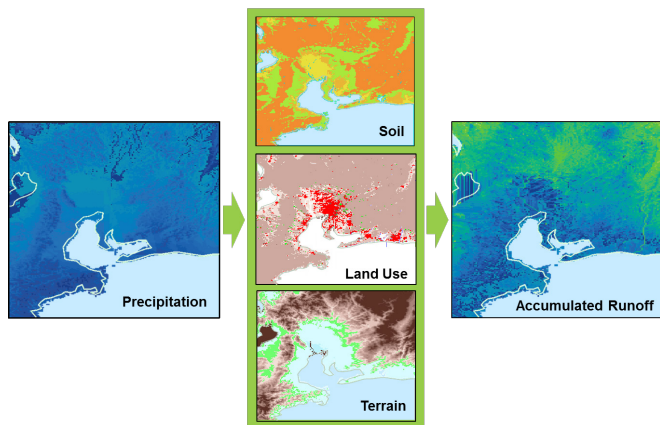 Precipitation
Soil
Land Use
Terrain
Accumulated Runoff